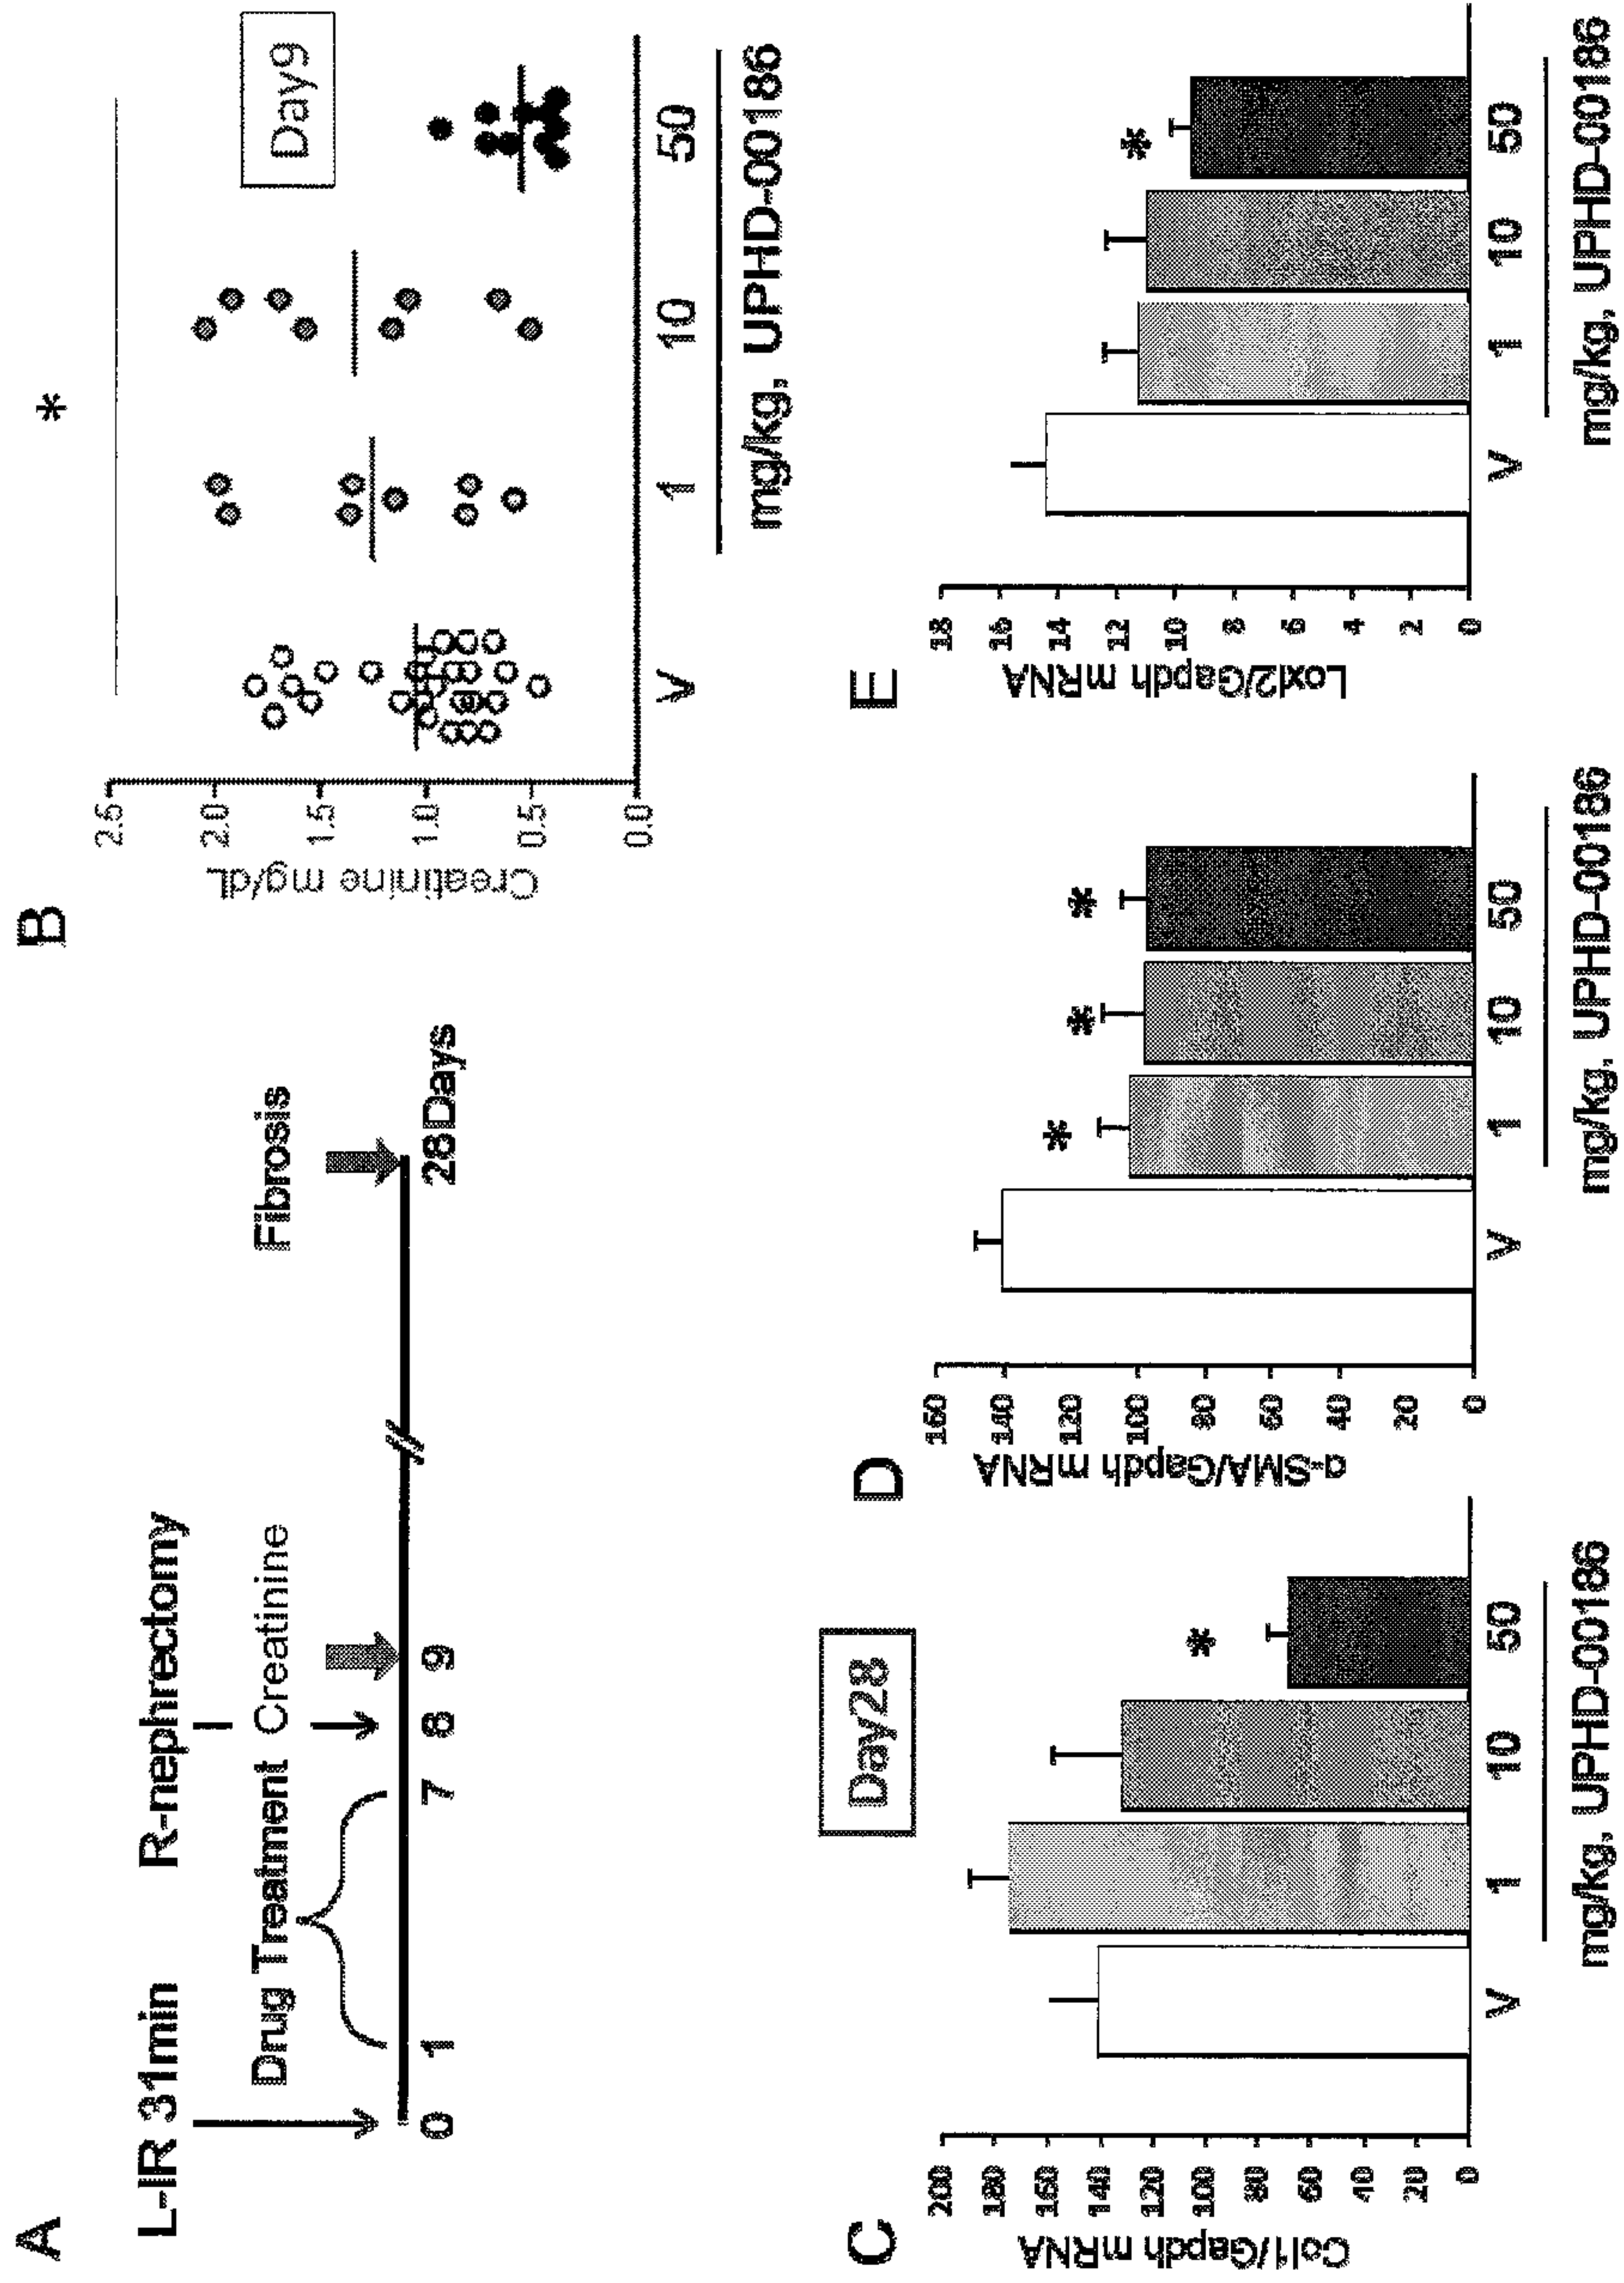 A
L-IR 31min
R-nephrectomy
Drug Treatment
Creatinine
Fibrosis
0
1
7
8
9
28 Days
B
Creatinine mg/dL
2.5
2.0
1.5
1.0
0.5
0.0
*
Day9
V
1
10
50
mg/kg, UPHD-00186
C
Col1/Gapdh mRNA
200
180
160
140
120
100
80
60
40
20
0
Day28
*
V
1
10
50
mg/kg, UPHD-00186
D
α-SMA/Gapdh mRNA
160
140
120
100
80
60
40
20
0
*
*
*
V
1
10
50
mg/kg, UPHD-00186
E
Loxl2/Gapdh mRNA
18
16
14
12
10
8
6
4
2
0
*
V
1
10
50
mg/kg, UPHD-00186